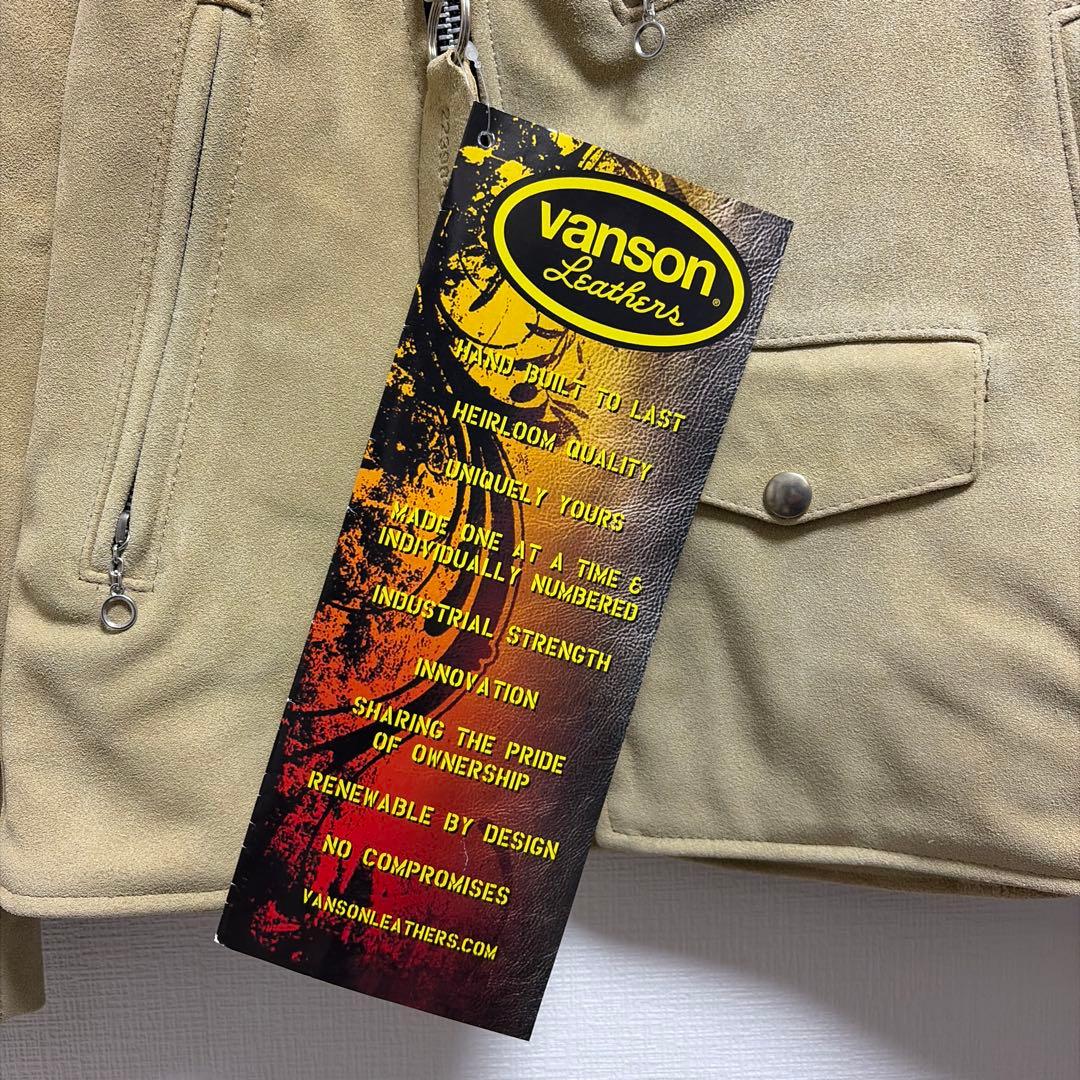 vanson
Leathers®
HAND BUILT TO LAST
HEIRLOOM QUALITY
UNIQUELY YOURS
MADE ONE AT A TIME &
INDIVIDUALLY NUMBERED
INDUSTRIAL STRENGTH
INNOVATION
SHARING THE PRIDE
OF OWNERSHIP
RENEWABLE BY DESIGN
NO COMPROMISES
VANSONLEATHERS.COM